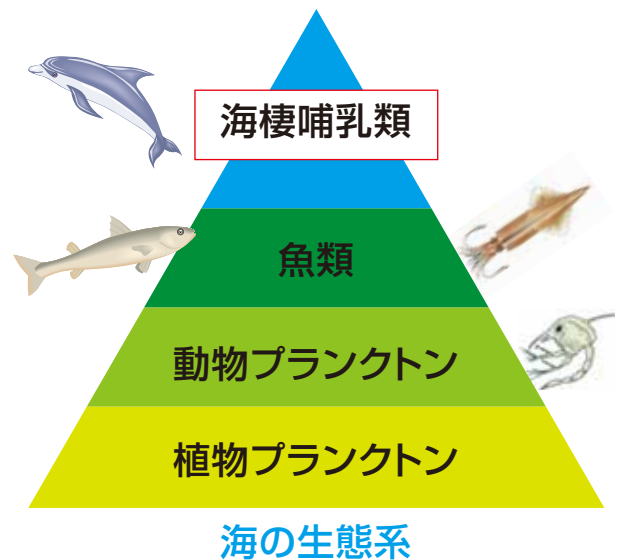 海棲哺乳類
魚類
動物プランクトン
植物プランクトン
海の生態系